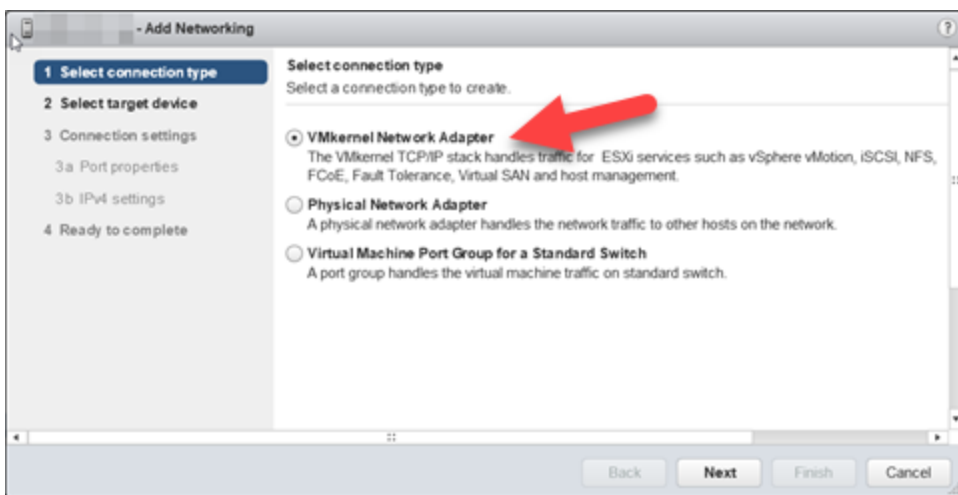 - Add Networking
?
1 Select connection type
2 Select target device
3 Connection settings
3a Port properties
3b IPv4 settings
4 Ready to complete
Select connection type
Select a connection type to create.
VMkernel Network Adapter
The VMkernel TCP/IP stack handles traffic for ESXi services such as vSphere vMotion, iSCSI, NFS,
FCoE, Fault Tolerance, Virtual SAN and host management.
Physical Network Adapter
A physical network adapter handles the network traffic to other hosts on the network.
Virtual Machine Port Group for a Standard Switch
A port group handles the virtual machine traffic on standard switch.
Back Next Finish Cancel